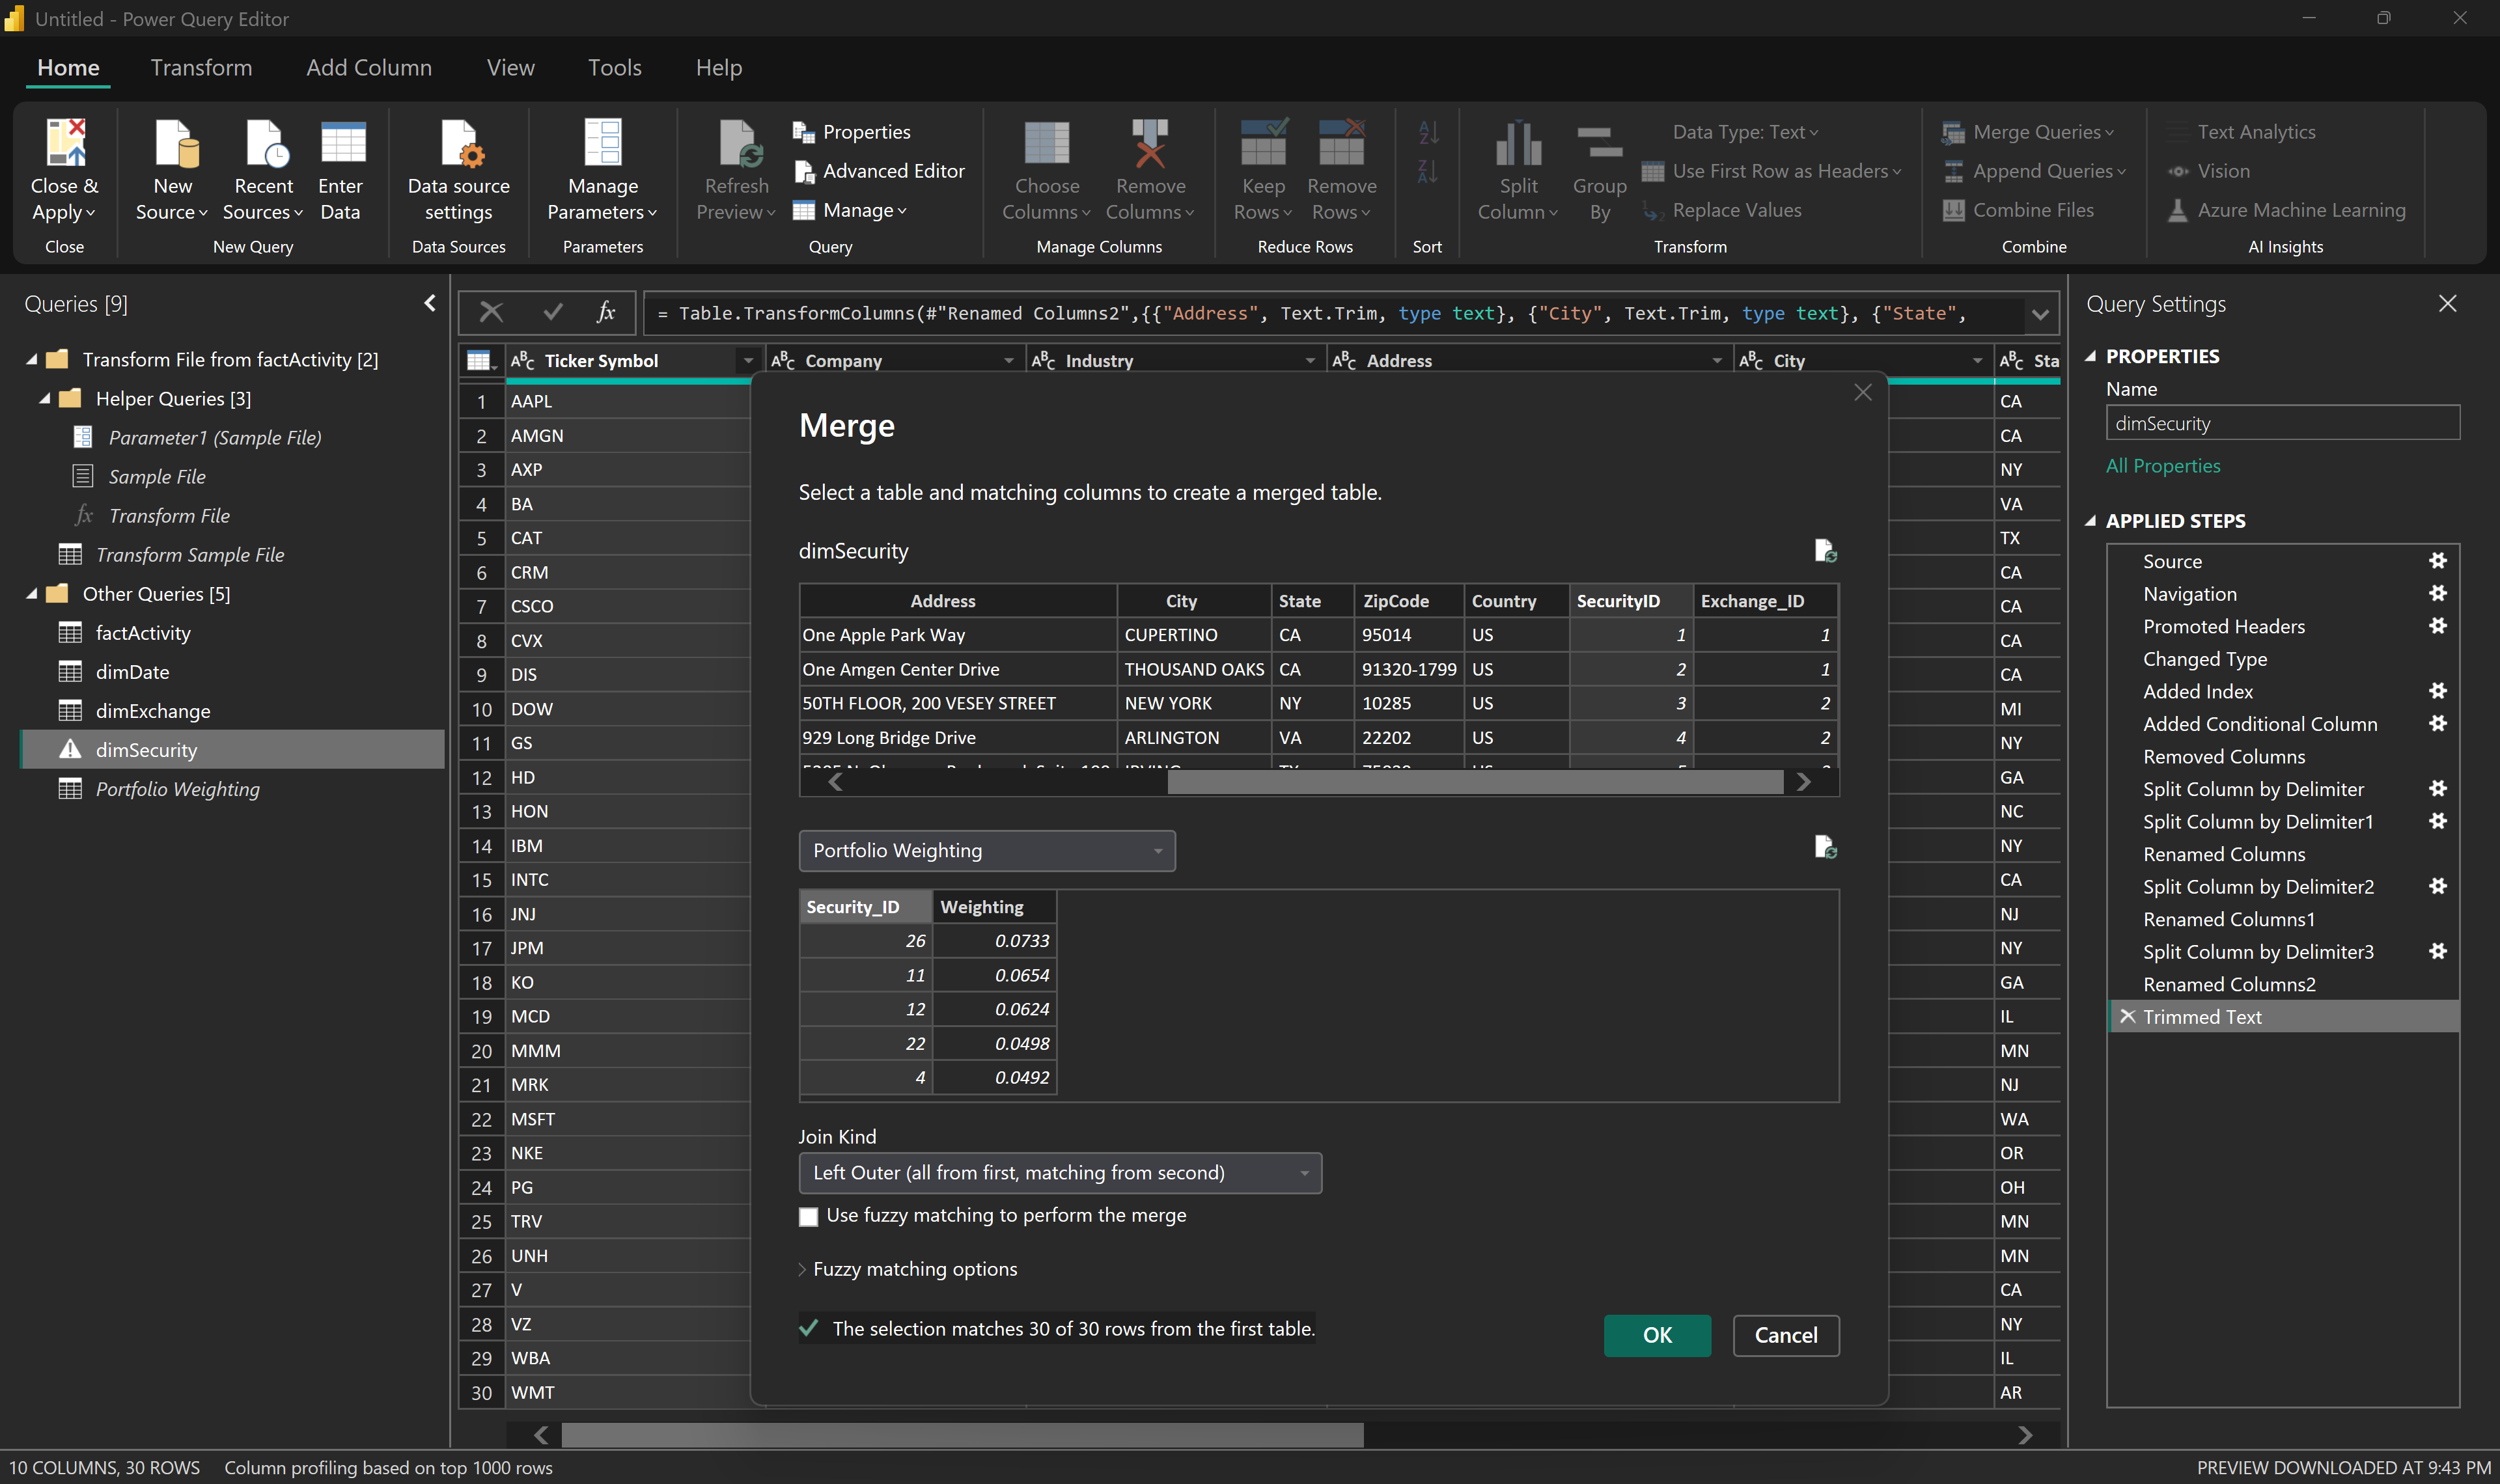 Untitled - Power Query Editor
Home
Transform
Add Column
View
Tools
Help
Close &
Apply
Close
New
Source
Recent
Sources
Enter
Data
New Query
Data source
settings
Data Sources
Manage
Parameters
Parameters
Refresh
Preview
Properties
Advanced Editor
Manage
Query
Choose
Columns
Remove
Columns
Manage Columns
Keep
Rows
Remove
Rows
Reduce Rows
Sort
Split
Column
Group
By
Data Type: Text
Use First Row as Headers
Replace Values
Transform
Merge Queries
Append Queries
Combine Files
Combine
Text Analytics
Vision
Azure Machine Learning
AI Insights
Queries [9]
Transform File from factActivity [2]
Helper Queries [3]
Parameter1 (Sample File)
Sample File
fx Transform File
Transform Sample File
Other Queries [5]
factActivity
dimDate
dimExchange
dimSecurity
Portfolio Weighting
fx
= Table.TransformColumns(#"Renamed Columns2",{{"Address", Text.Trim, type text}, {"City", Text.Trim, type text}, {"State",
ABC Ticker Symbol
ABC Company
ABC Industry
ABC Address
ABC City
ABC Sta
1 AAPL CA
2 AMGN CA
3 AXP NY
4 BA VA
5 CAT TX
6 CRM CA
7 CSCO CA
8 CVX CA
9 DIS CA
10 DOW MI
11 GS NY
12 HD GA
13 HON NC
14 IBM NY
15 INTC CA
16 JNJ NJ
17 JPM NY
18 KO GA
19 MCD IL
20 MMM MN
21 MRK NJ
22 MSFT WA
23 NKE OR
24 PG OH
25 TRV MN
26 UNH MN
27 V CA
28 VZ NY
29 WBA IL
30 WMT AR
Merge
Select a table and matching columns to create a merged table.
dimSecurity
Address City State ZipCode Country SecurityID Exchange_ID
One Apple Park Way CUPERTINO CA 95014 US 1 1
One Amgen Center Drive THOUSAND OAKS CA 91320-1799 US 2 1
50TH FLOOR, 200 VESEY STREET NEW YORK NY 10285 US 3 2
929 Long Bridge Drive ARLINGTON VA 22202 US 4 2
Portfolio Weighting
Security_ID Weighting
26 0.0733
11 0.0654
12 0.0624
22 0.0498
4 0.0492
Join Kind
Left Outer (all from first, matching from second)
Use fuzzy matching to perform the merge
Fuzzy matching options
The selection matches 30 of 30 rows from the first table.
OK
Cancel
Query Settings
PROPERTIES
Name
dimSecurity
All Properties
APPLIED STEPS
Source
Navigation
Promoted Headers
Changed Type
Added Index
Added Conditional Column
Removed Columns
Split Column by Delimiter
Split Column by Delimiter1
Renamed Columns
Split Column by Delimiter2
Renamed Columns1
Split Column by Delimiter3
Renamed Columns2
Trimmed Text
10 COLUMNS, 30 ROWS
Column profiling based on top 1000 rows
PREVIEW DOWNLOADED AT 9:43 PM